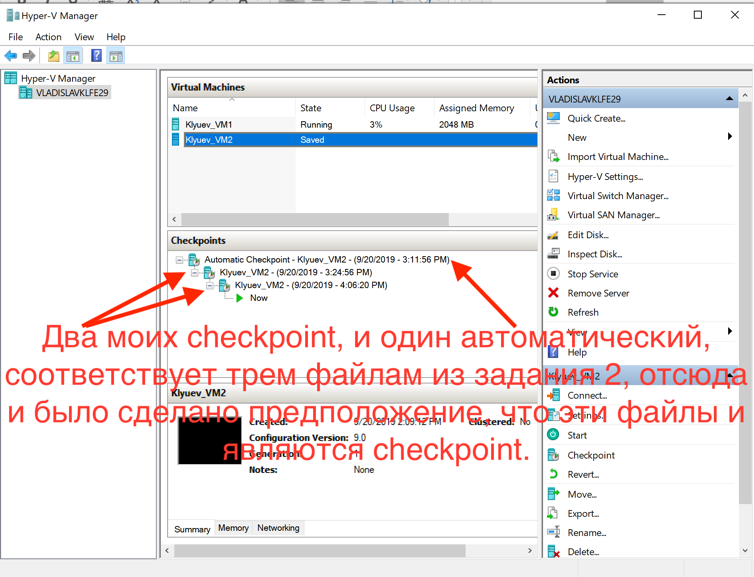 Hyper-V Manager
File Action View Help
Hyper-V Manager
VLADISLAVKLFE29
Virtual Machines
Name State CPU Usage Assigned Memory
Klyuev_VM1 Running 3% 2048 MB
Klyuev_VM2 Saved
Checkpoints
Automatic Checkpoint - Klyuev_VM2 - (9/20/2019 - 3:11:56 PM)
Klyuev_VM2 - (9/20/2019 - 3:24:56 PM)
Klyuev_VM2 - (9/20/2019 - 4:06:20 PM)
Now
Два моих checkpoint, и один автоматический,
соответствует трем файлам из задания 2, отсюда
и было сделано предположение, что эти файлы и
являются checkpoint.
Klyuev_VM2
Created: 9/20/2019 2:09:12 PM Clustered: No
Configuration Version: 9.0
Generation: 1
Notes: None
Summary Memory Networking
Actions
VLADISLAVKLFE29
Quick Create...
New
Import Virtual Machine...
Hyper-V Settings...
Virtual Switch Manager...
Virtual SAN Manager...
Edit Disk...
Inspect Disk...
Stop Service
Remove Server
Refresh
View
Help
Klyuev_VM2
Connect...
Settings...
Start
Checkpoint
Revert...
Move...
Export...
Rename...
Delete...